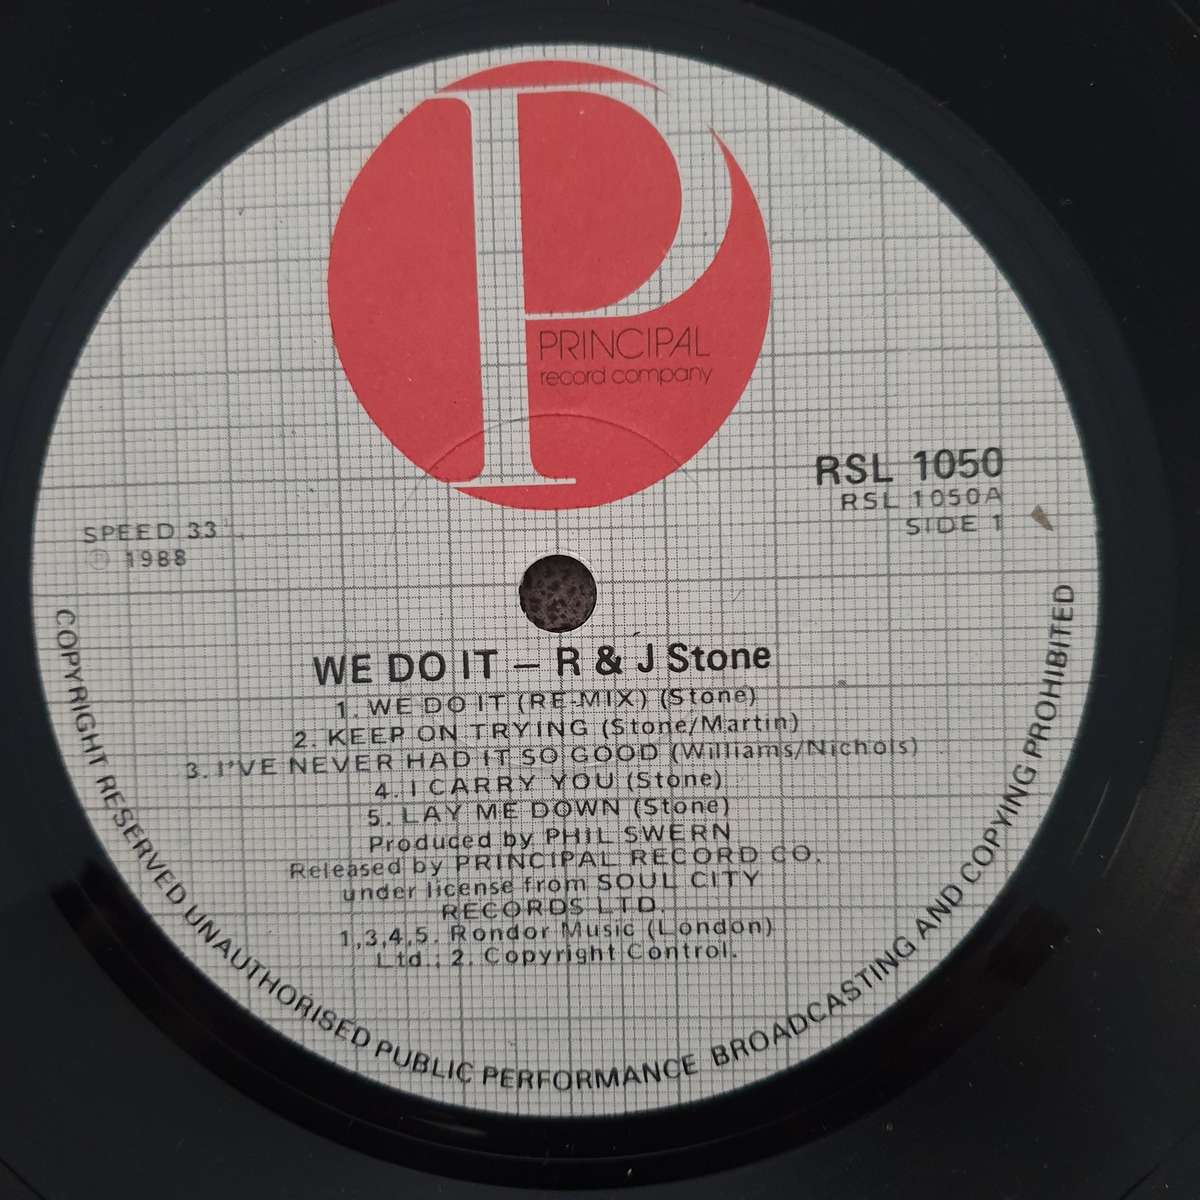 PRINCIPAL
record company
RSL 1050
RSL 1050A
SIDE 1
SPEED 33
Ⓟ 1988
WE DO IT – R & J Stone
1. WE DO IT (RE-MIX) (Stone)
2. KEEP ON TRYING (Stone/Martin)
3. I'VE NEVER HAD IT SO GOOD (Williams/Nichols)
4. I CARRY YOU (Stone)
5. LAY ME DOWN (Stone)
Produced by PHIL SWERN
Released by PRINCIPAL RECORD CO.
under license from SOUL CITY
RECORDS LTD.
1,3,4,5. Rondor Music (London)
Ltd.; 2. Copyright Control.
COPYRIGHT RESERVED UNAUTHORISED PUBLIC PERFORMANCE BROADCASTING AND COPYING PROHIBITED